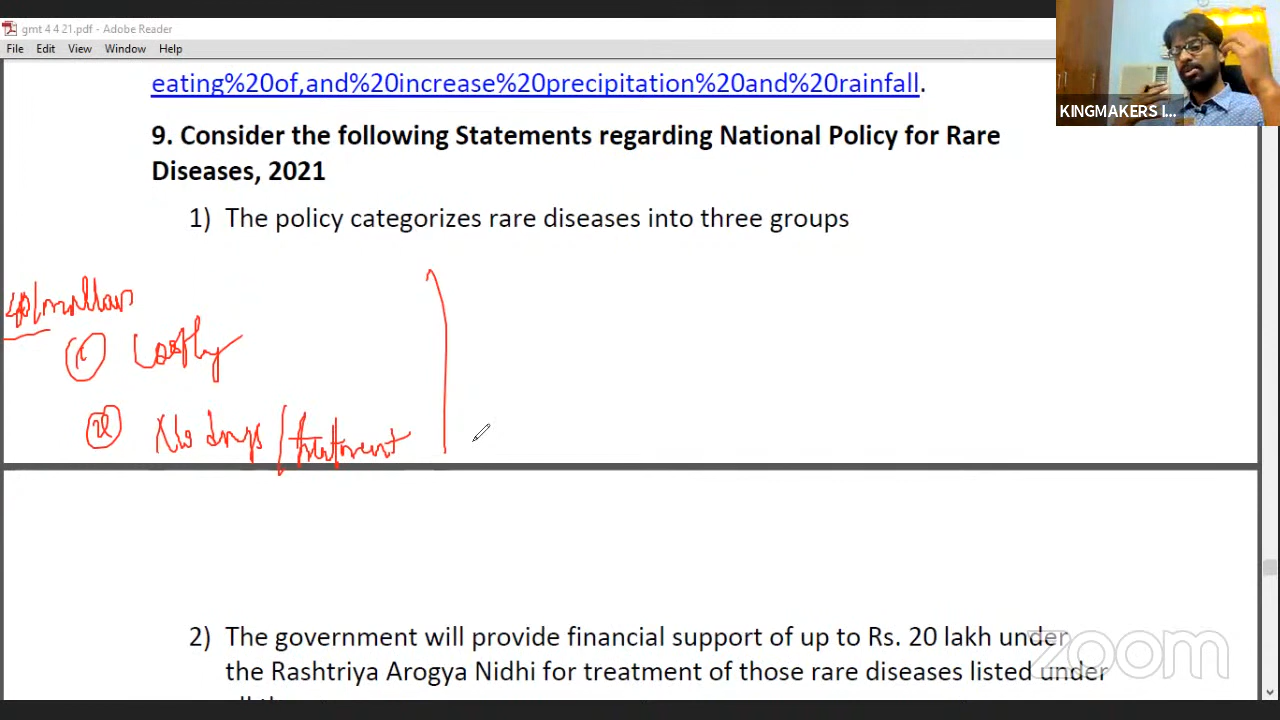 gmt 4 4 21.pdf - Adobe Reader
File Edit View Window Help
KINGMAKERS I...
eating%20of,and%20increase%20precipitation%20and%20rainfall.
9. Consider the following Statements regarding National Policy for Rare
Diseases, 2021
1) The policy categorizes rare diseases into three groups
Costly
No drugs / treatment
2) The government will provide financial support of up to Rs. 20 lakh under
the Rashtriya Arogya Nidhi for treatment of those rare diseases listed under
zoom